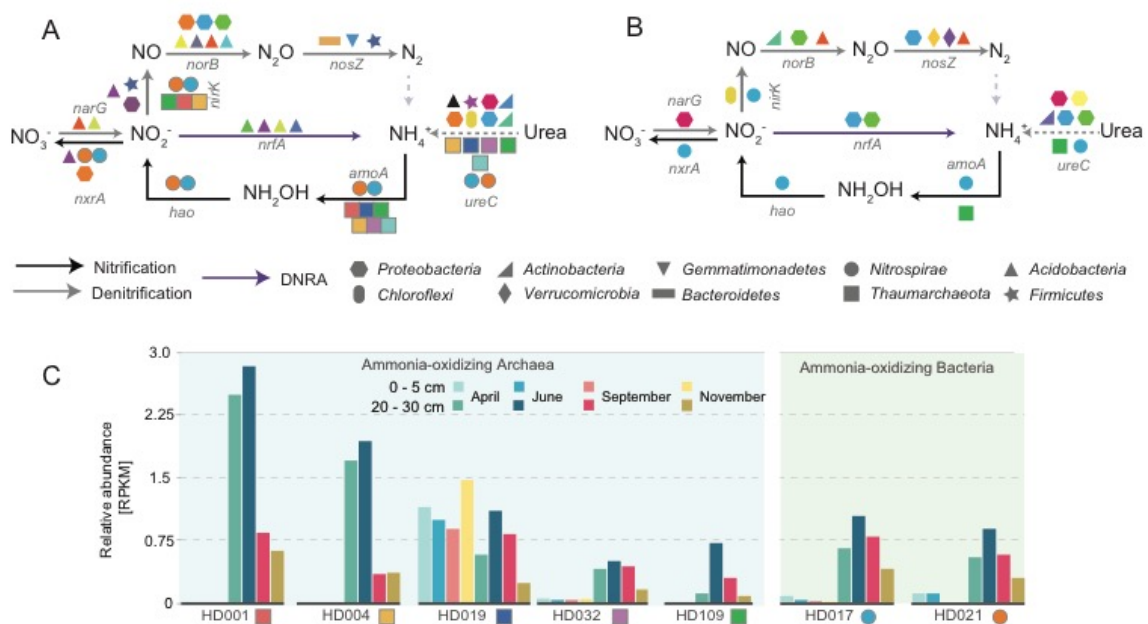 A
NO
N₂O
N₂
norB
nosZ
nirK
narG
NO₃⁻
NO₂⁻
nrfA
NH₄⁺
Urea
nxrA
hao
NH₂OH
amoA
ureC
B
NO
N₂O
N₂
norB
nosZ
nirK
narG
NO₃⁻
NO₂⁻
nrfA
NH₄⁺
Urea
nxrA
hao
NH₂OH
amoA
ureC
Nitrification
Denitrification
DNRA
Proteobacteria
Actinobacteria
Gemmatimonadetes
Nitrospirae
Acidobacteria
Chloroflexi
Verrucomicrobia
Bacteroidetes
Thaumarchaeota
Firmicutes
C
Relative abundance
[RPKM]
3.0
2.25
1.5
0.75
0
Ammonia-oxidizing Archaea
0 - 5 cm
20 - 30 cm
April
June
September
November
Ammonia-oxidizing Bacteria
HD001
HD004
HD019
HD032
HD109
HD017
HD021